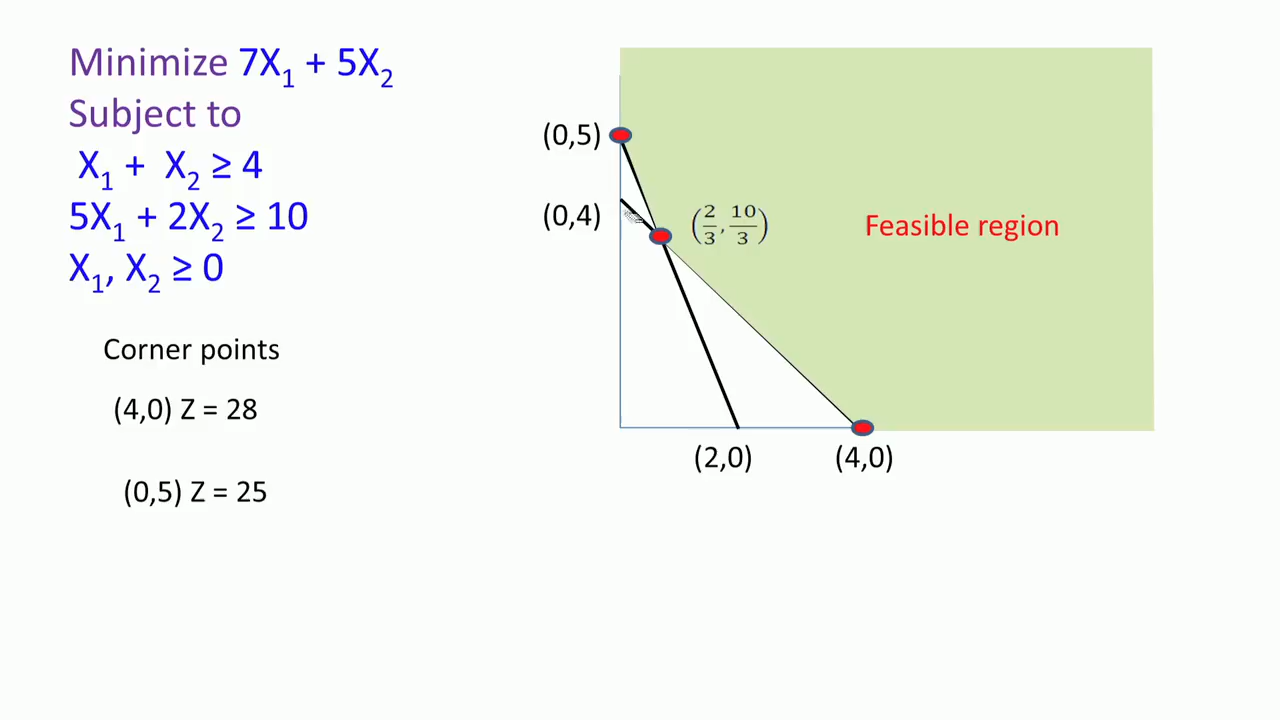 Minimize 7X₁ + 5X₂
Subject to
X₁ + X₂ ≥ 4
5X₁ + 2X₂ ≥ 10
X₁, X₂ ≥ 0
Corner points
(4,0) Z = 28
(0,5) Z = 25
(0,5)
(0,4)
(2/3, 10/3)
Feasible region
(2,0)
(4,0)